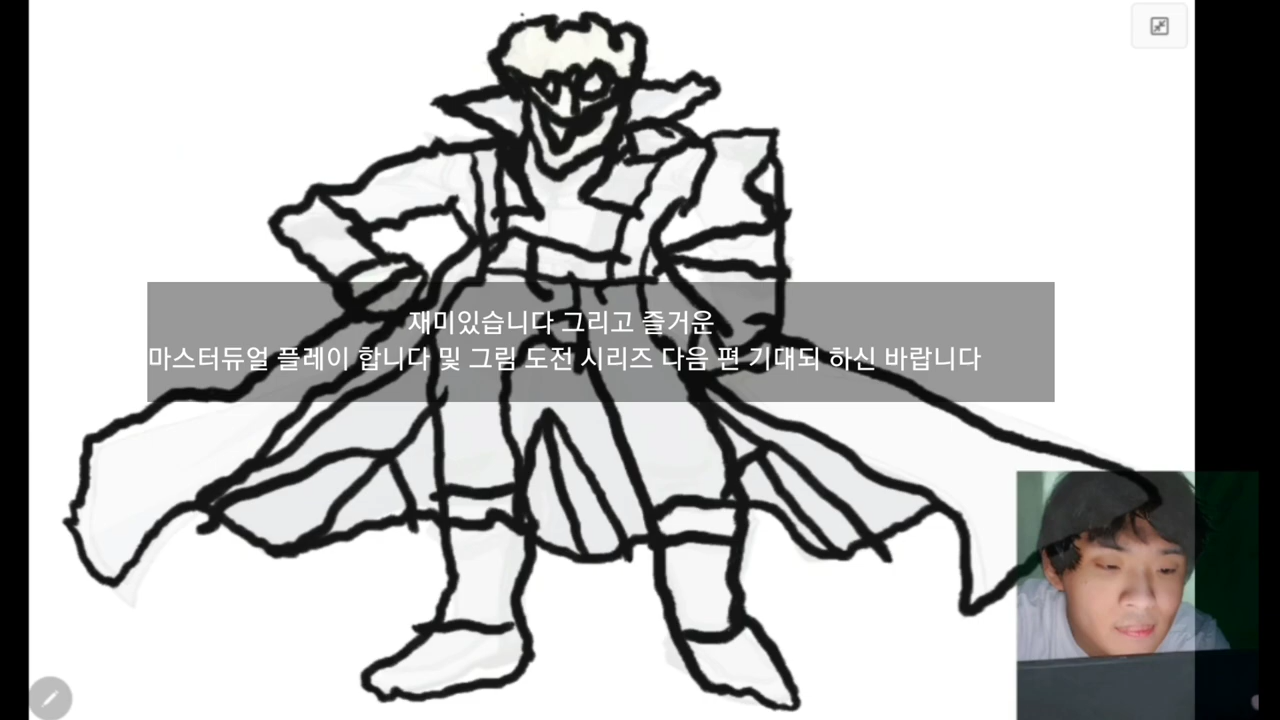 재미있습니다 그리고 즐거운
마스터듀얼 플레이 합니다 및 그림 도전 시리즈 다음 편 기대되 하신 바랍니다